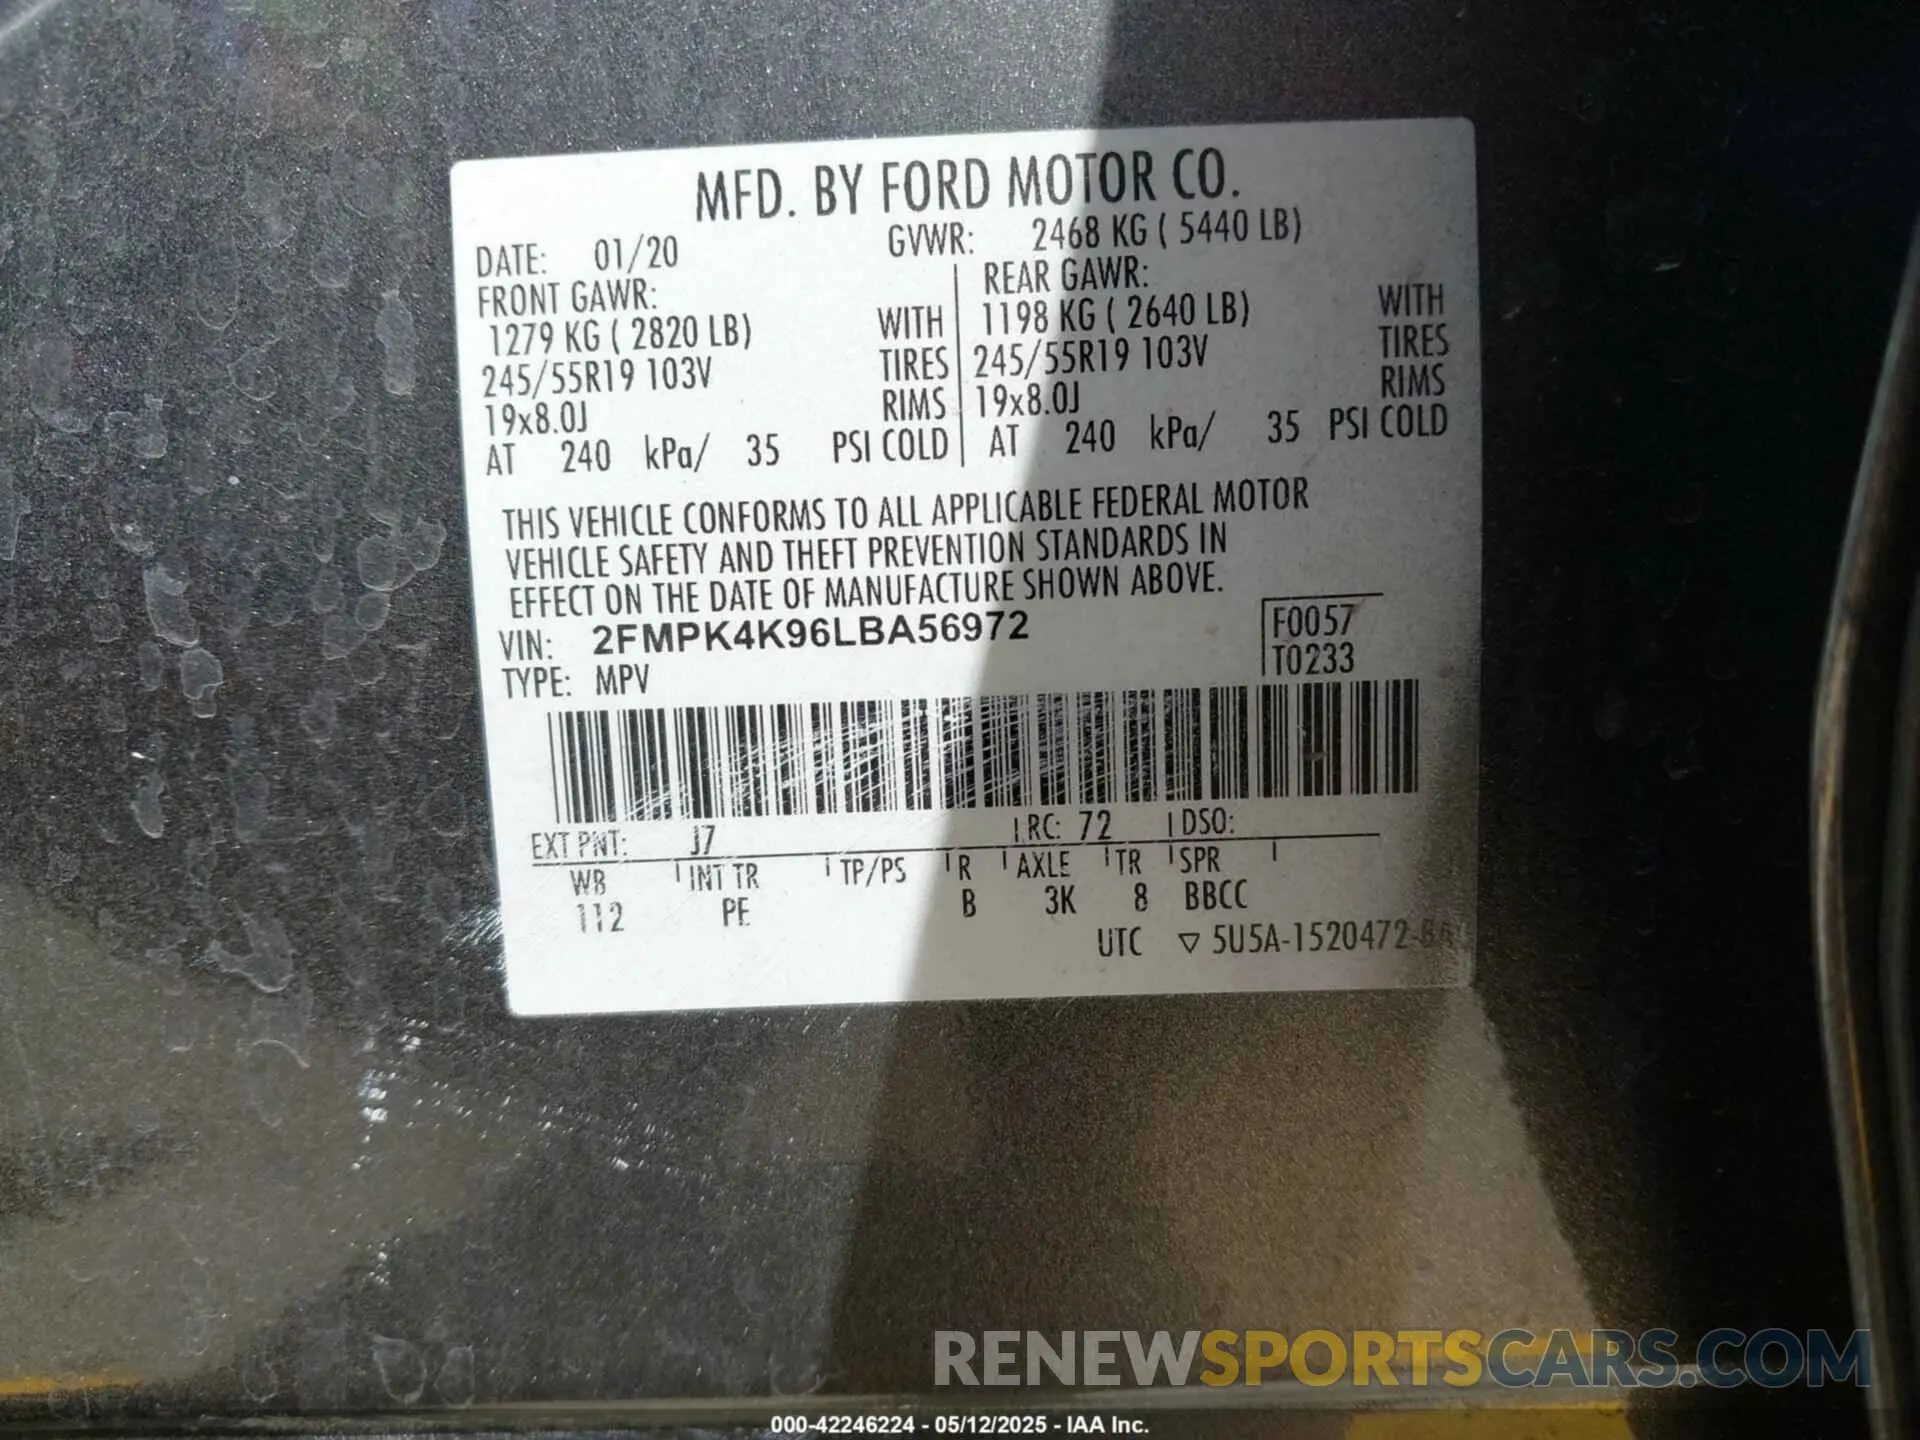 MFD. BY FORD MOTOR CO.
DATE: 01/20 GVWR: 2468 KG ( 5440 LB)
FRONT GAWR: REAR GAWR:
1279 KG ( 2820 LB) WITH 1198 KG ( 2640 LB) WITH
245/55R19 103V TIRES 245/55R19 103V TIRES
19x8.0J RIMS 19x8.0J RIMS
AT 240 kPa/ 35 PSI COLD AT 240 kPa/ 35 PSI COLD
THIS VEHICLE CONFORMS TO ALL APPLICABLE FEDERAL MOTOR
VEHICLE SAFETY AND THEFT PREVENTION STANDARDS IN
EFFECT ON THE DATE OF MANUFACTURE SHOWN ABOVE.
VIN: 2FMPK4K96LBA56972 F0057
TYPE: MPV T0233
EXT PNT: J7 RC: 72 DSO:
WB INT TR TP/PS R AXLE TR SPR
112 PE B 3K 8 BBCC
UTC ▽ 5U5A-1520472-
RENEWSPORTSCARS.COM
000-42246224 - 05/12/2025 - IAA Inc.